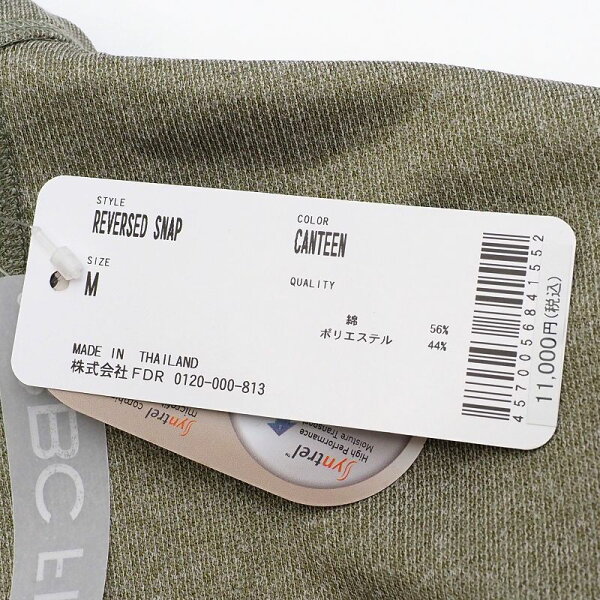 STYLE
REVERSED SNAP
COLOR
CANTEEN
SIZE
M
QUALITY
綿 56%
ポリエステル 44%
MADE IN THAILAND
株式会社FDR 0120-000-813
4570056841552
11,000円(税込)
Syntrel
High Performance
Moisture
Syntrel
BC